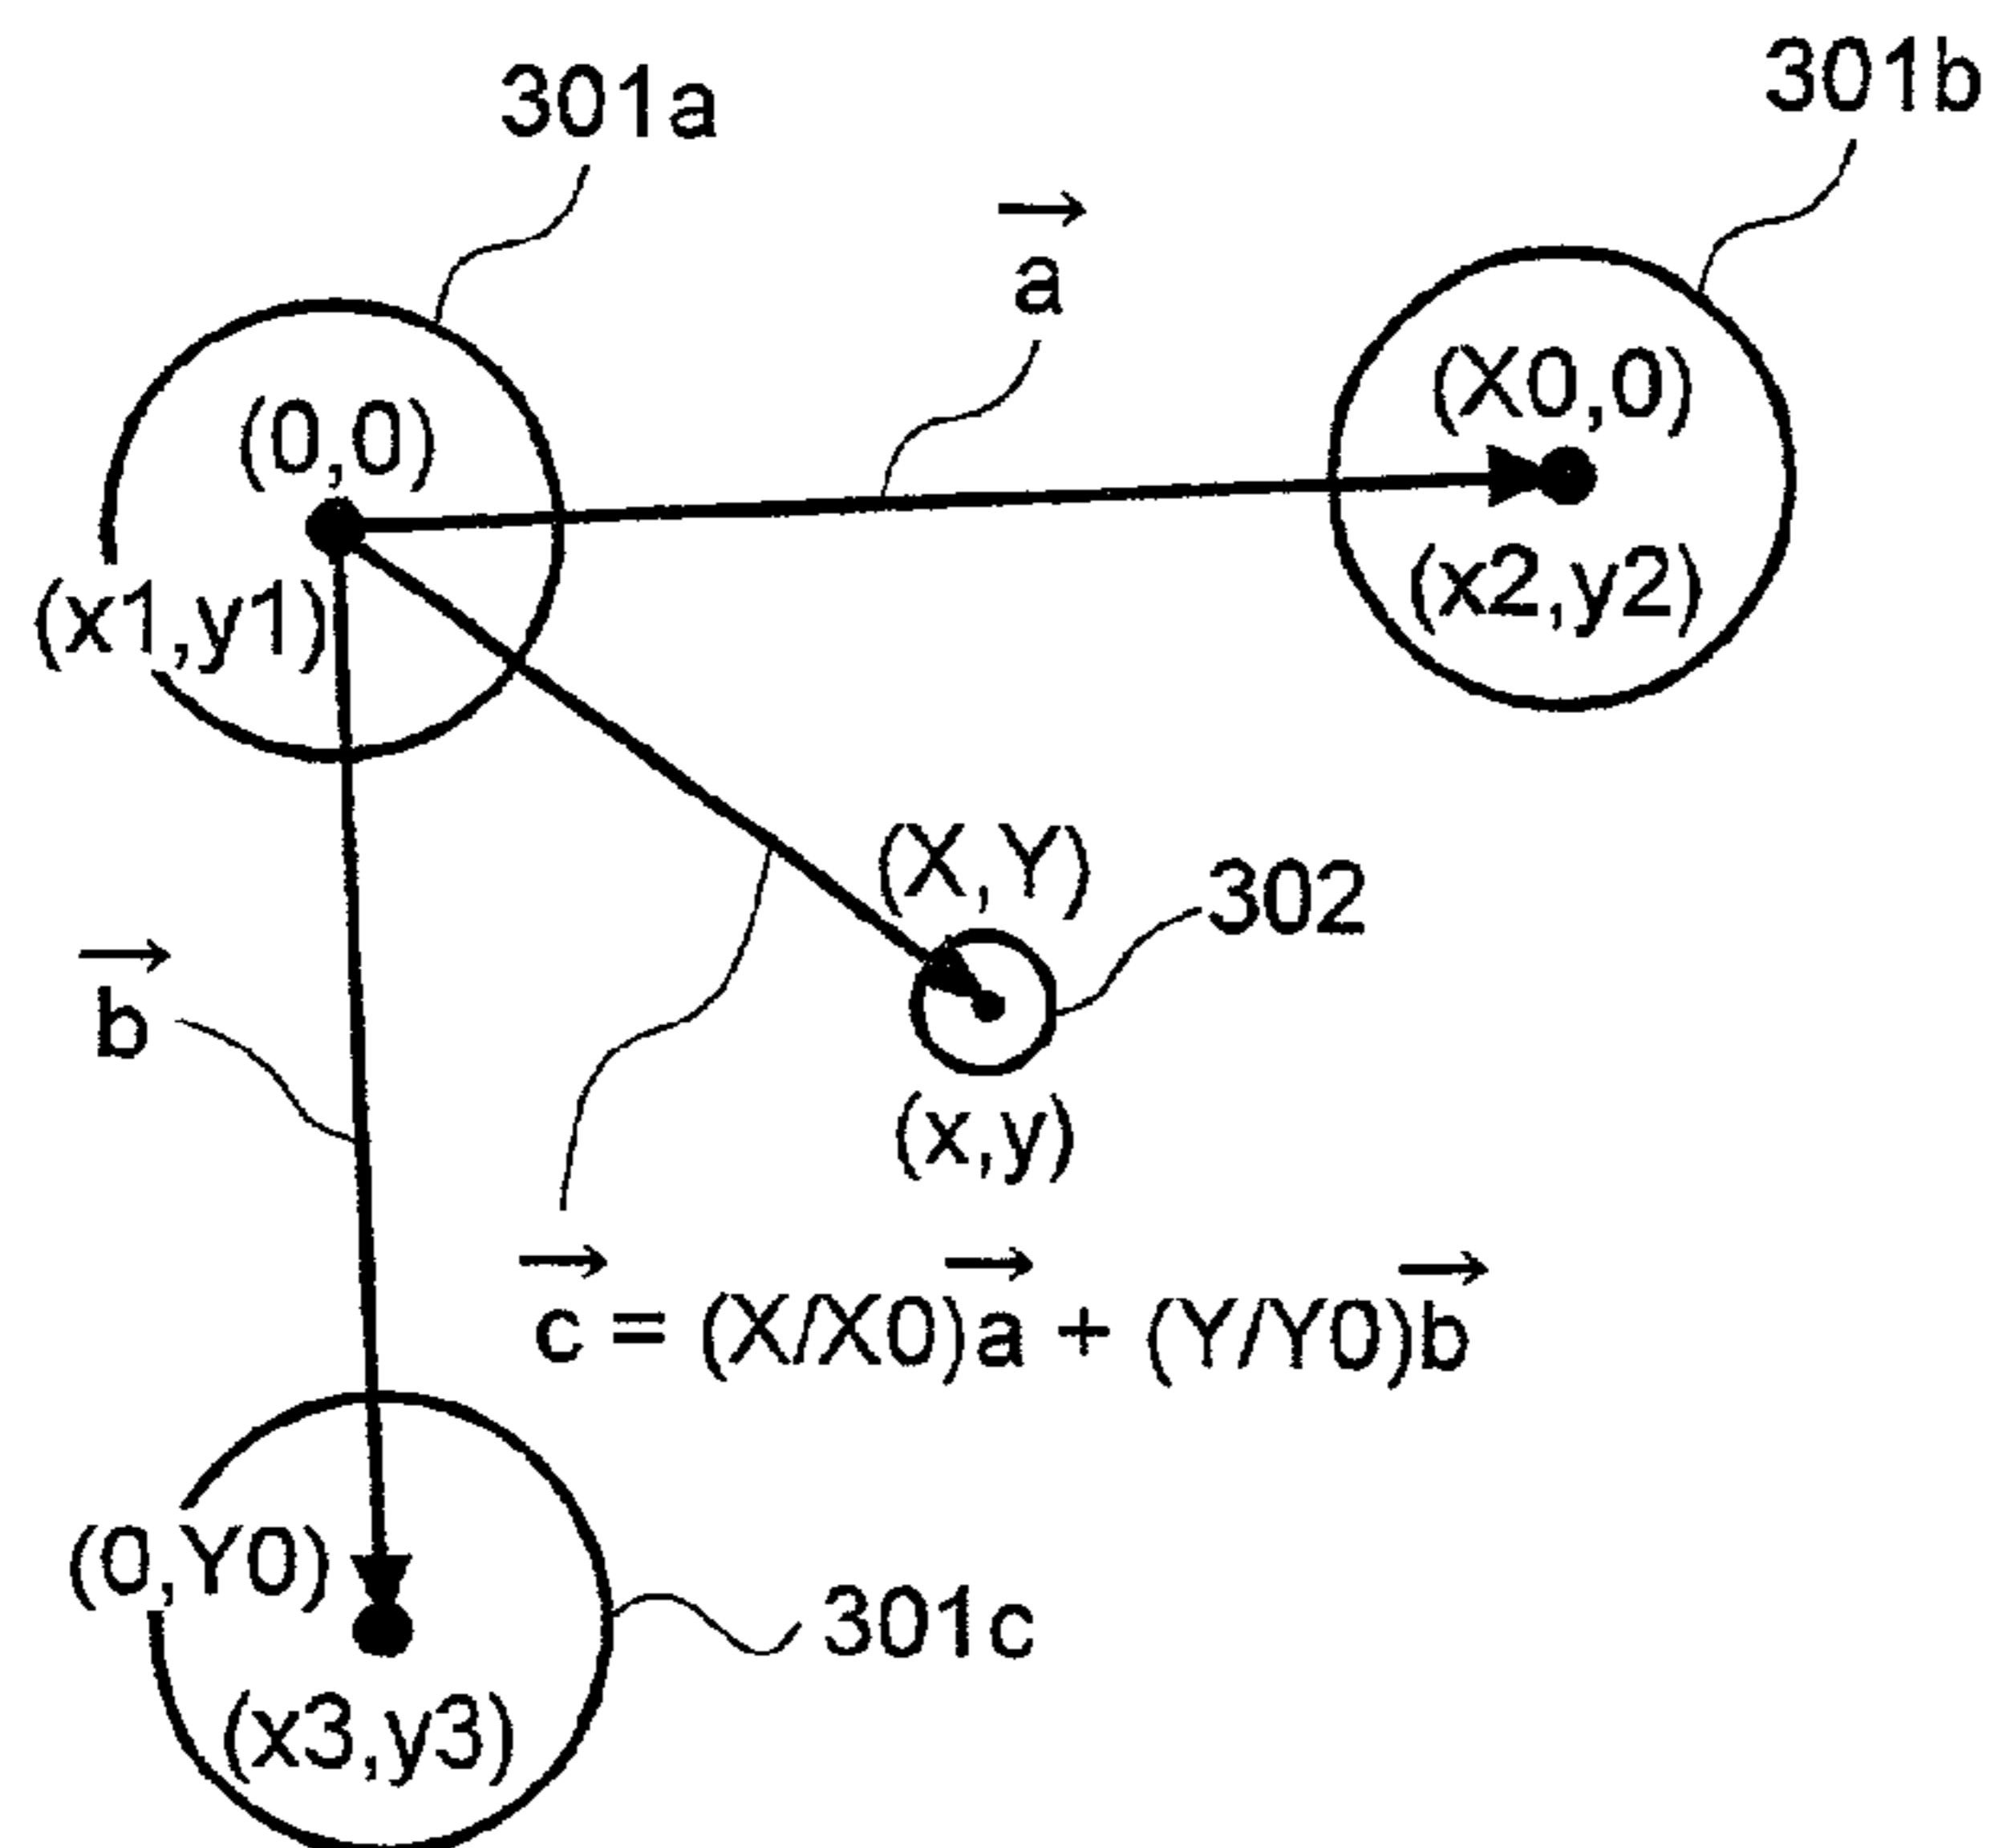 301a
301b
a
(0,0)
(X0,0)
(x1,y1)
(x2,y2)
(X,Y)
302
b
(x,y)
c = (X/X0)a + (Y/Y0)b
(0,Y0)
301c
(x3,y3)